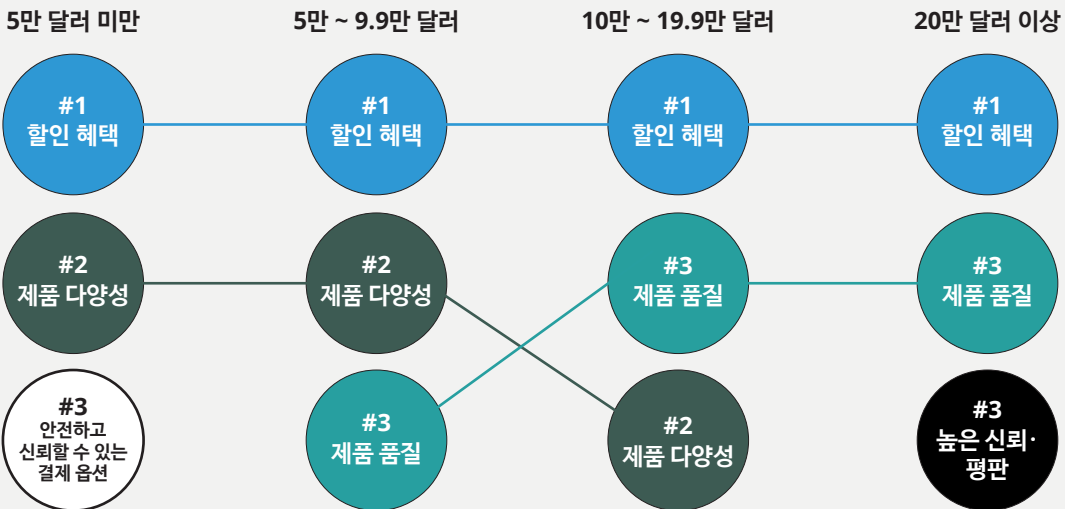 5만 달러 미만
5만 ~ 9.9만 달러
10만 ~ 19.9만 달러
20만 달러 이상
#1
할인 혜택
#1
할인 혜택
#1
할인 혜택
#1
할인 혜택
#2
제품 다양성
#2
제품 다양성
#3
제품 품질
#3
제품 품질
#3
안전하고
신뢰할 수 있는
결제 옵션
#3
제품 품질
#2
제품 다양성
#3
높은 신뢰·
평판